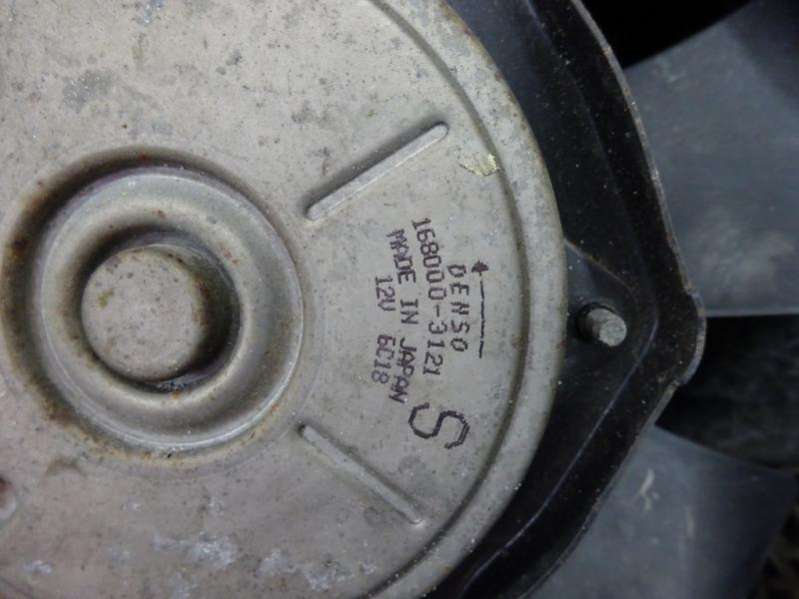 DENSO
168000-3121
MADE IN JAPAN
12V 6C18
S